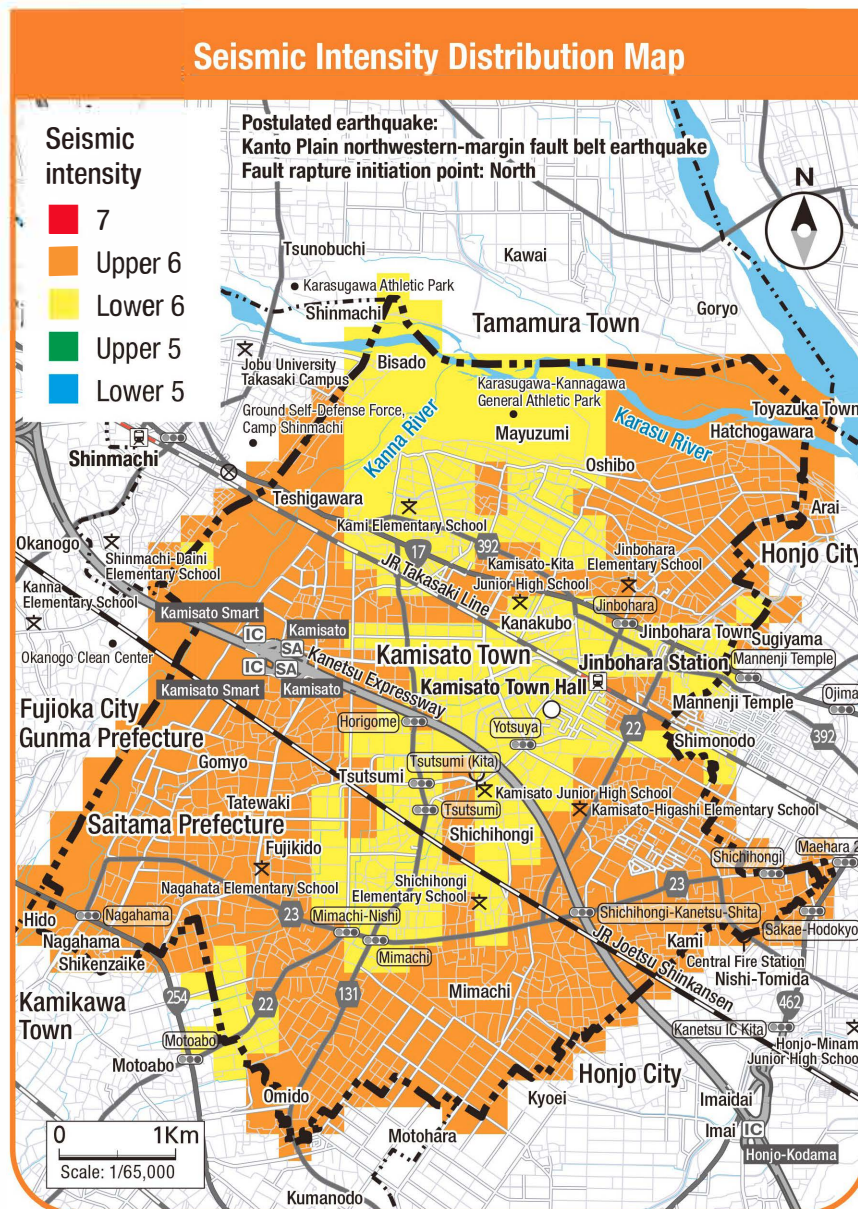 Seismic Intensity Distribution Map
Postulated earthquake:
Kanto Plain northwestern-margin fault belt earthquake
Fault rapture initiation point: North
Seismic
intensity
7
Upper 6
Lower 6
Upper 5
Lower 5
N
Tsunobuchi
Kawai
Karasugawa Athletic Park
Goryo
Shinmachi
Tamamura Town
Jobu University
Takasaki Campus
Bisado
Karasugawa-Kannagawa
General Athletic Park
Toyazuka Town
Ground Self-Defense Force,
Camp Shinmachi
Kanna River
Mayuzumi
Karasu River
Hatchogawara
Shinmachi
Oshibo
Teshigawara
Arai
Kami Elementary School
Okanogo
Shinmachi-Daini
Elementary School
17
392
JR Takasaki Line
Kamisato-Kita
Junior High School
Jinbohara
Elementary School
Honjo City
Kanna
Elementary School
Kamisato Smart
IC
Kamisato
SA
Kanakubo
Jinbohara
Jinbohara Town
Sugiyama
Okanogo Clean Center
IC
SA
Kamisato Smart
Kamisato
Kanetsu Expressway
Kamisato Town
Jinbohara Station
Mannenji Temple
Kamisato Town Hall
Ojima
Fujioka City
Gunma Prefecture
Horigome
Yotsuya
22
Mannenji Temple
392
Shimonodo
Gomyo
Tsutsumi (Kita)
Tsutsumi
Kamisato Junior High School
Tatewaki
Tsutsumi
Kamisato-Higashi Elementary School
Saitama Prefecture
Shichihongi
Fujikido
Shichihongi
Maehara 2
Nagahata Elementary School
Shichihongi
Elementary School
23
23
Hido
Nagahama
Mimachi-Nishi
Shichihongi-Kanetsu-Shita
Sakae-Hodokyo
Nagahama
Mimachi
JR Joetsu Shinkansen
Kami
Central Fire Station
Shikenzaike
Nishi-Tomida
Kamikawa
Town
254
22
131
Mimachi
462
Motoabo
Kanetsu IC Kita
Motoabo
Honjo-Minam
Junior High Schoo
Honjo City
Omido
Kyoei
Imaidai
0
1Km
Scale: 1/65,000
Motohara
Imai
IC
Honjo-Kodama
Kumanodo